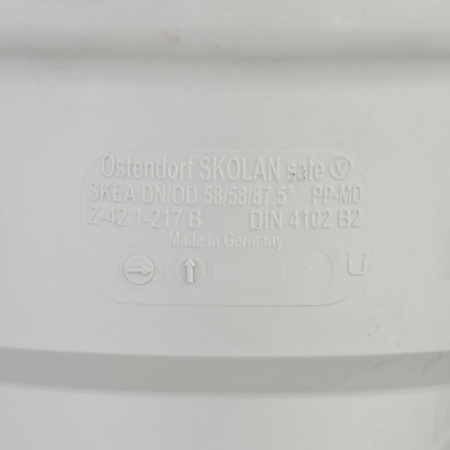 Ostendorf SKOLAN safe
SKEA DN/OD 58/58/87,5° PP-MD
Z-42.1-217 B DIN 4102 B2
Made in Germany
Ü